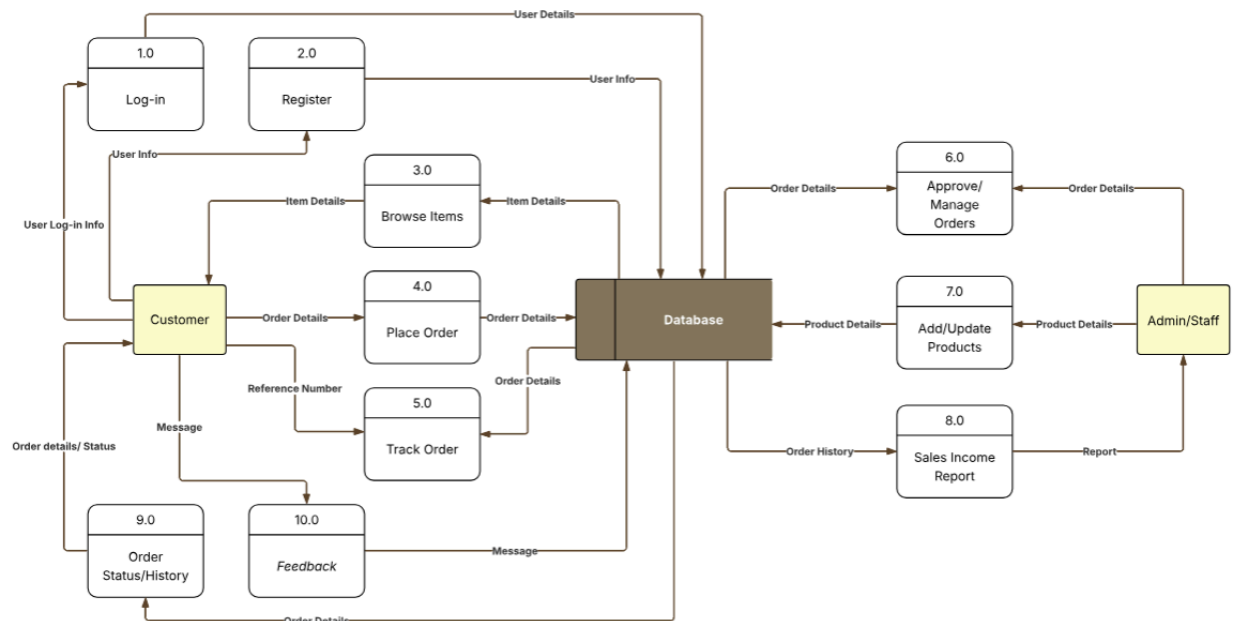 User Details
1.0
Log-in
2.0
Register
User Info
User Info
3.0
Browse Items
Item Details
Item Details
6.0
Approve/
Manage
Orders
Order Details
Order Details
User Log-in Info
Customer
Order Details
4.0
Place Order
Orderr Details
Database
Product Details
7.0
Add/Update
Products
Product Details
Admin/Staff
Reference Number
Order Details
5.0
Track Order
Message
Order details/ Status
Order History
8.0
Sales Income
Report
Report
9.0
Order
Status/History
10.0
Feedback
Message
Order Details